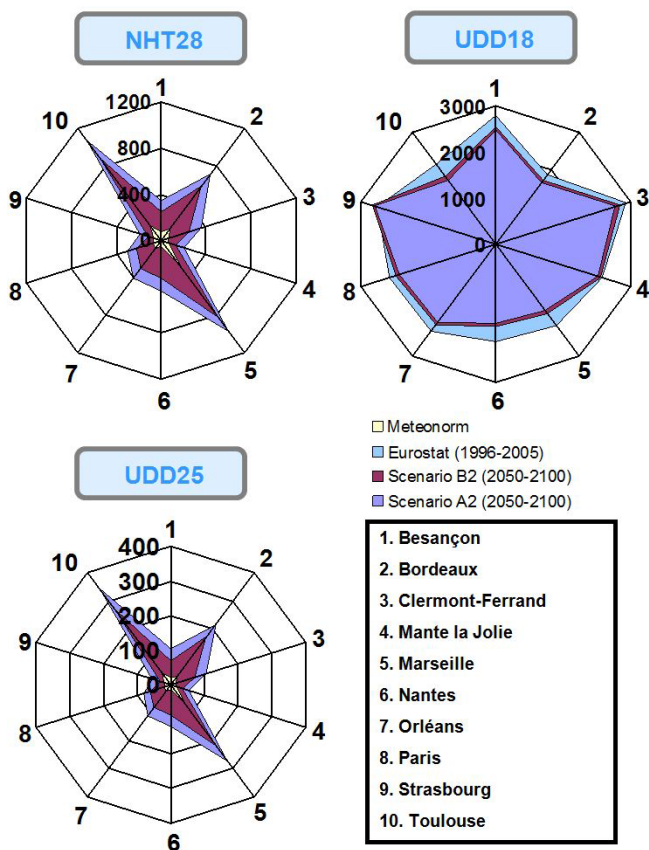 NHT28
1
1200
800
400
0
2
3
4
5
6
7
8
9
10
UDD18
1
3000
2000
1000
0
2
3
4
5
6
7
8
9
10
Meteonorm
Eurostat (1996-2005)
Scenario B2 (2050-2100)
Scenario A2 (2050-2100)
UDD25
1
400
300
200
100
0
2
3
4
5
6
7
8
9
10
1. Besançon
2. Bordeaux
3. Clermont-Ferrand
4. Mante la Jolie
5. Marseille
6. Nantes
7. Orléans
8. Paris
9. Strasbourg
10. Toulouse